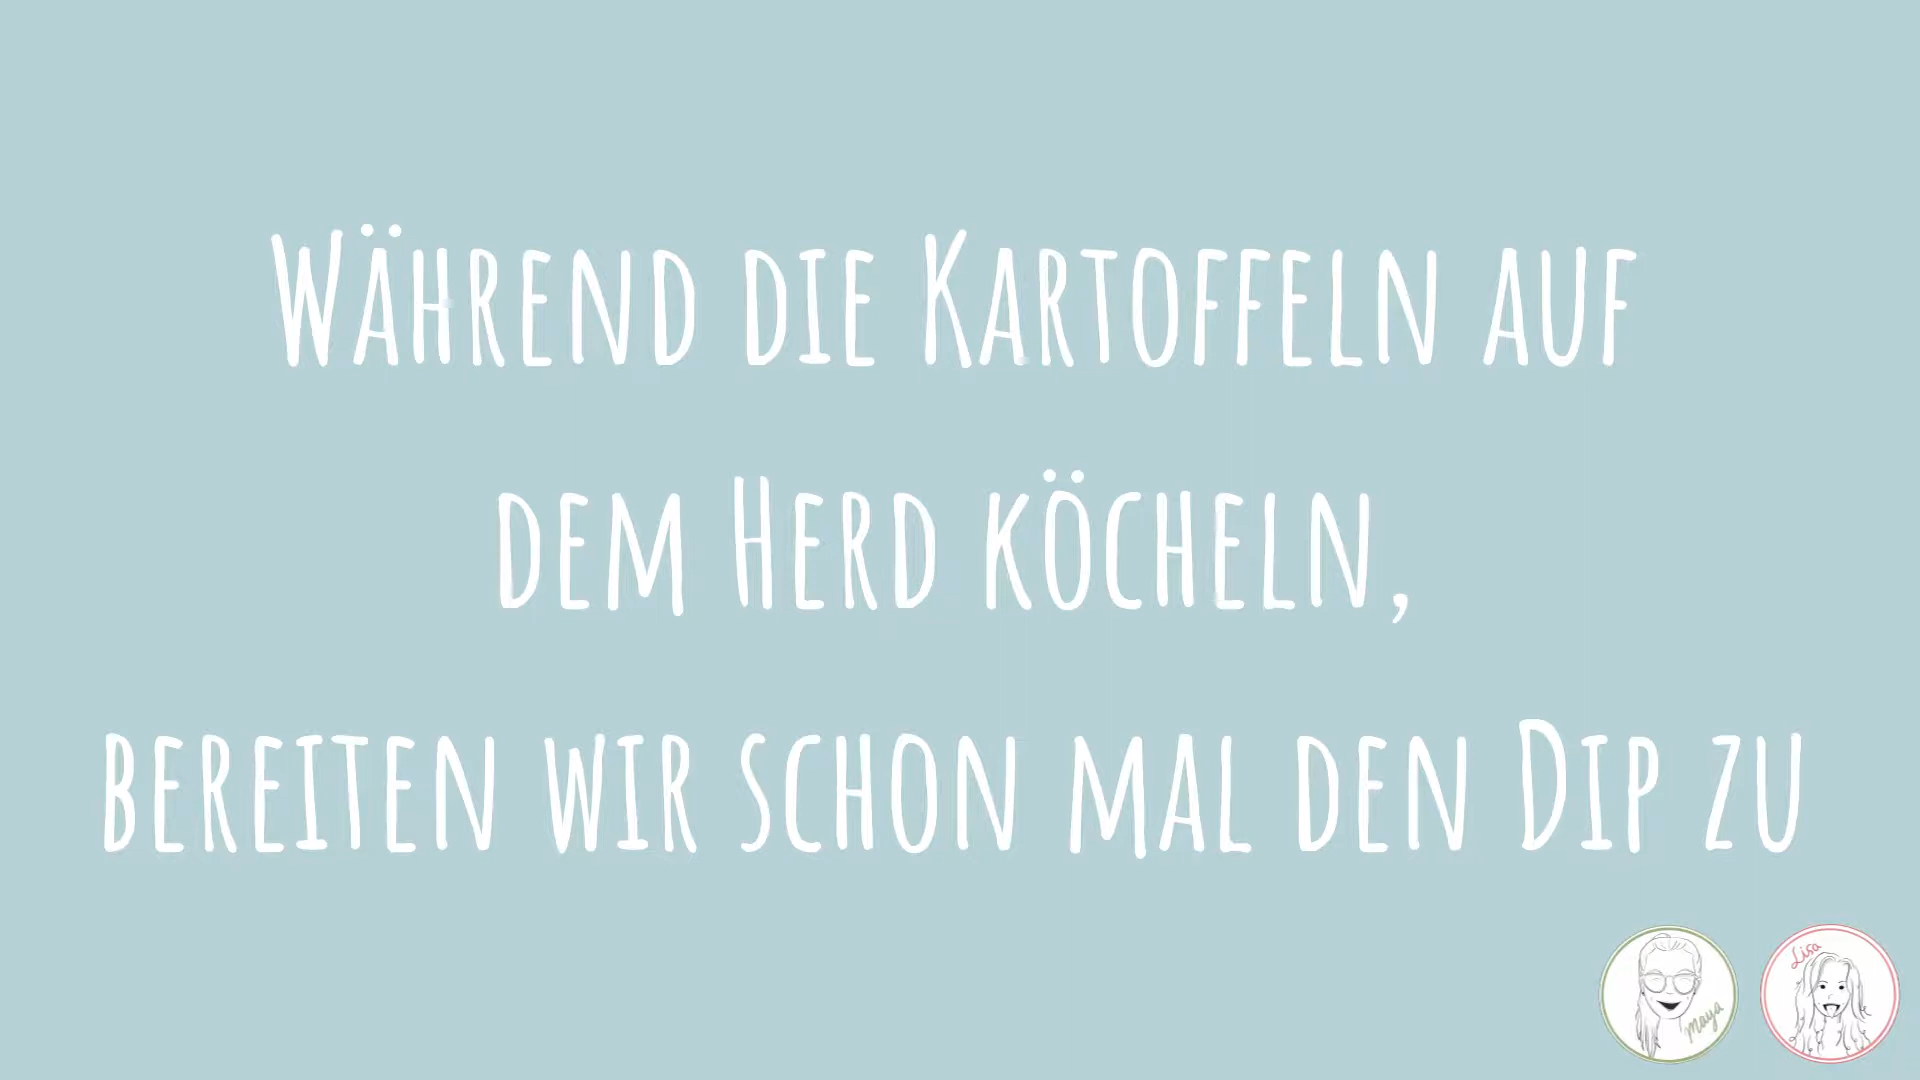 Während die Kartoffeln auf
dem Herd köcheln,
bereiten wir schon mal den Dip zu
Maya
Lisa